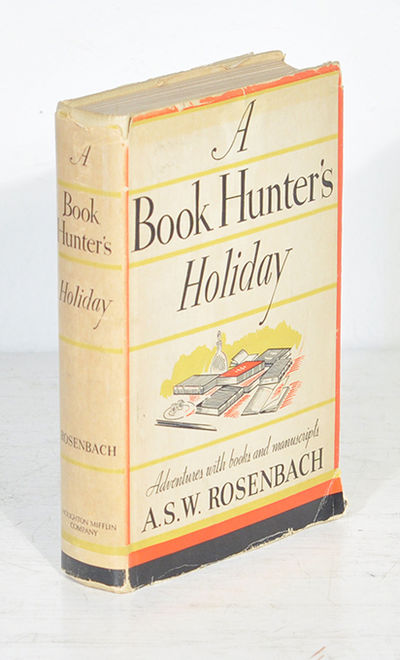 A
Book Hunter's
Holiday
Adventures with books and manuscripts
A.S.W. ROSENBACH
A
Book
Hunter's
Holiday
ROSENBACH
HOUGHTON MIFFLIN
COMPANY